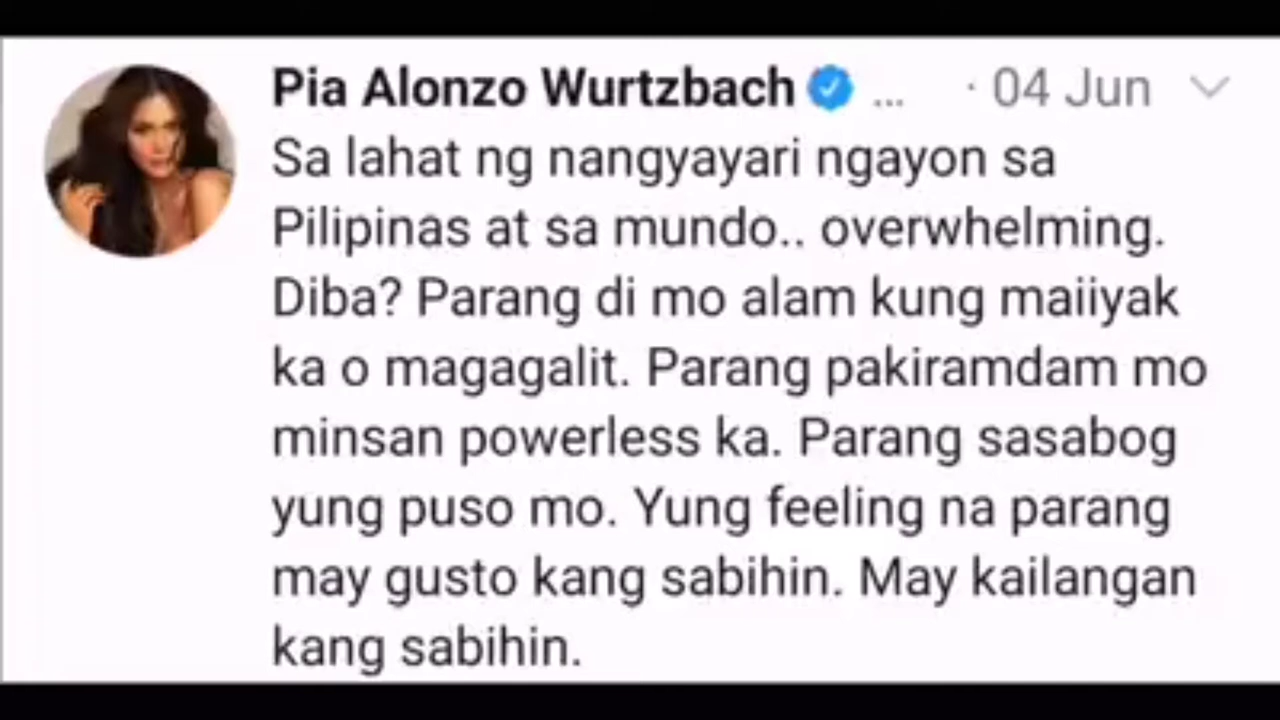 Pia Alonzo Wurtzbach ... · 04 Jun
Sa lahat ng nangyayari ngayon sa
Pilipinas at sa mundo.. overwhelming.
Diba? Parang di mo alam kung maiiyak
ka o magagalit. Parang pakiramdam mo
minsan powerless ka. Parang sasabog
yung puso mo. Yung feeling na parang
may gusto kang sabihin. May kailangan
kang sabihin.